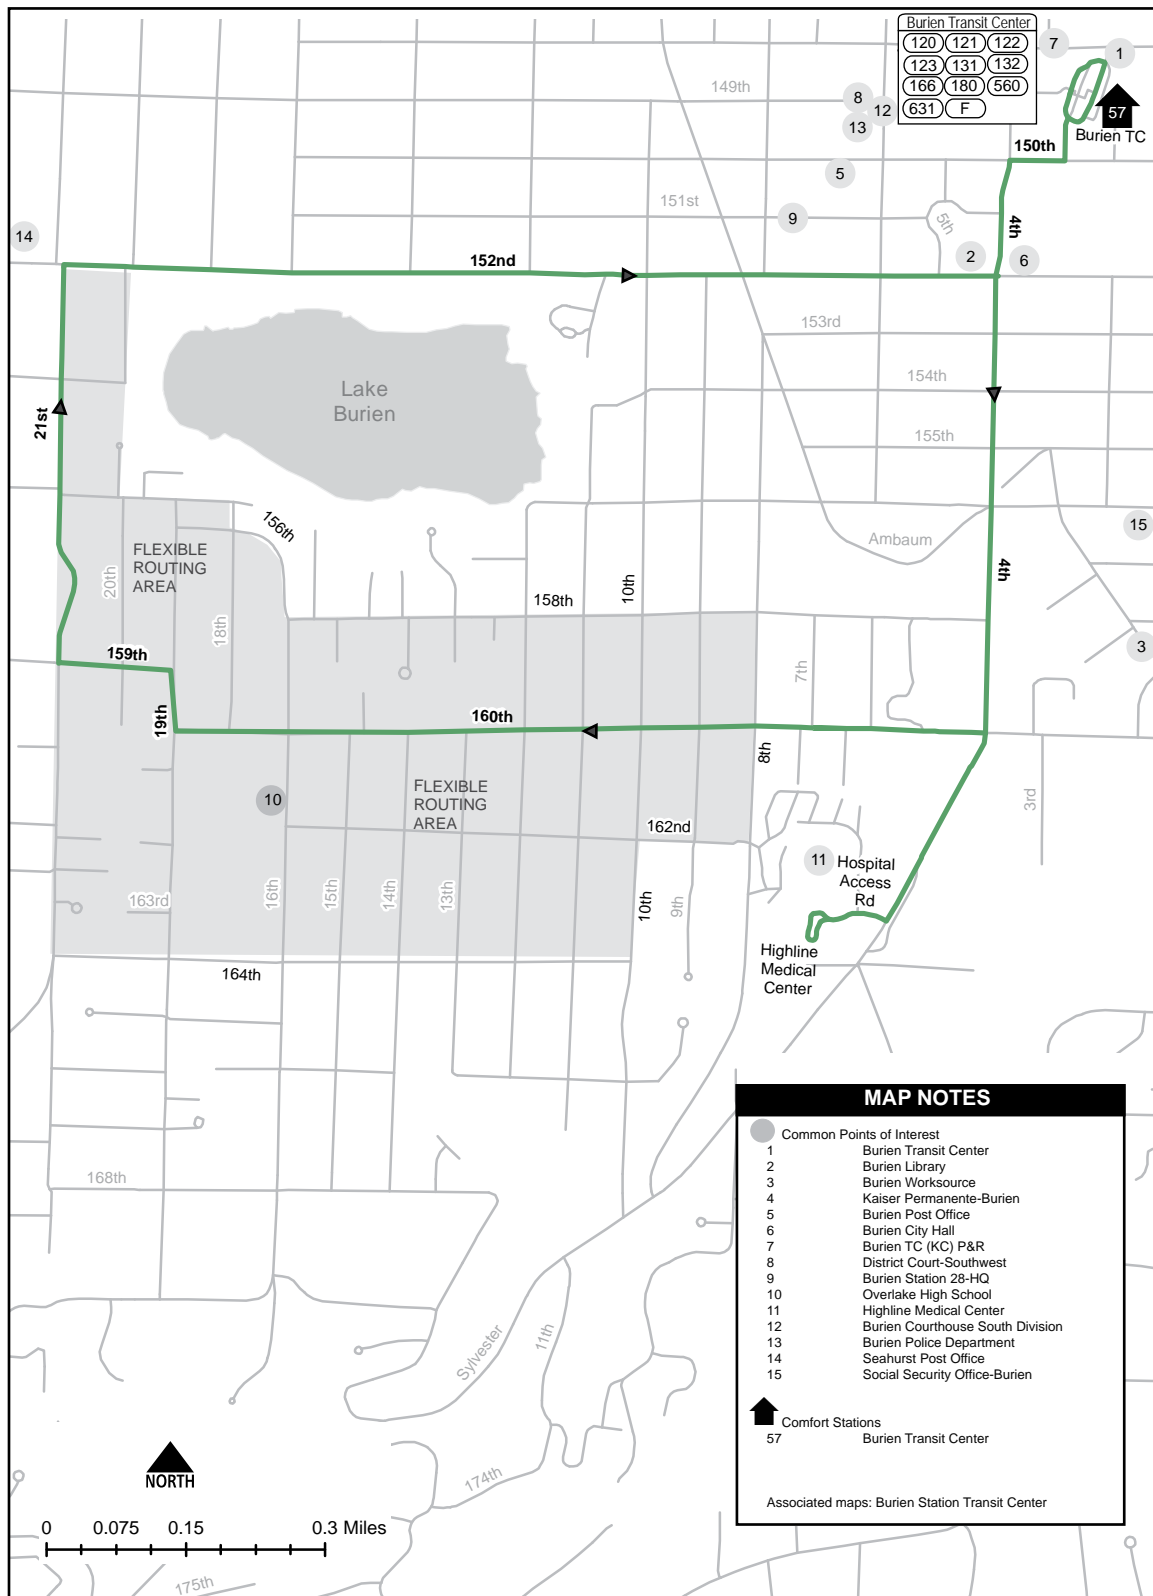 Burien Transit Center
120 121 122
123 131 132
166 180 560
631 F
7
1
57
Burien TC
149th
8
12
13
150th
5
151st
9
5th
4th
14
2
6
152nd
153rd
Lake
Burien
154th
21st
155th
156th
15
Ambaum
FLEXIBLE
ROUTING
AREA
20th
18th
158th
10th
4th
159th
7th
3
19th
160th
8th
10
FLEXIBLE
ROUTING
AREA
3rd
162nd
11
Hospital
Access
Rd
163rd
16th
15th
14th
13th
10th
9th
Highline
Medical
Center
164th
168th
Sylvester
11th
174th
175th
NORTH
0 0.075 0.15 0.3 Miles
MAP NOTES
Common Points of Interest
1 Burien Transit Center
2 Burien Library
3 Burien Worksource
4 Kaiser Permanente-Burien
5 Burien Post Office
6 Burien City Hall
7 Burien TC (KC) P&R
8 District Court-Southwest
9 Burien Station 28-HQ
10 Overlake High School
11 Highline Medical Center
12 Burien Courthouse South Division
13 Burien Police Department
14 Seahurst Post Office
15 Social Security Office-Burien
Comfort Stations
57 Burien Transit Center
Associated maps: Burien Station Transit Center